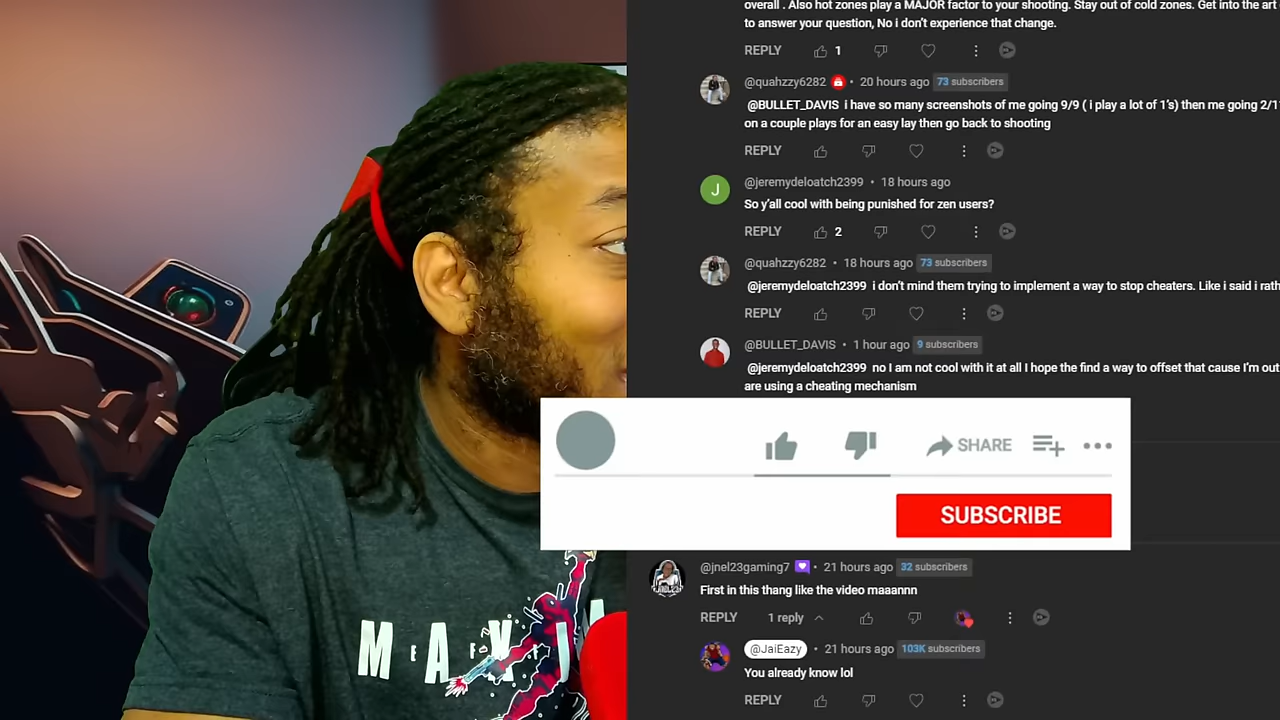 overall . Also hot zones play a MAJOR factor to your shooting. Stay out of cold zones. Get into the art
to answer your question, No i don't experience that change.
REPLY 1
@quahzzy6282 • 20 hours ago 73 subscribers
@BULLET_DAVIS i have so many screenshots of me going 9/9 ( i play a lot of 1's) then me going 2/1
on a couple plays for an easy lay then go back to shooting
REPLY
J
@jeremydeloatch2399 • 18 hours ago
So y'all cool with being punished for zen users?
REPLY 2
@quahzzy6282 • 18 hours ago 73 subscribers
@jeremydeloatch2399 i don't mind them trying to implement a way to stop cheaters. Like i said i rath
REPLY
@BULLET_DAVIS • 1 hour ago 9 subscribers
@jeremydeloatch2399 no I am not cool with it at all I hope the find a way to offset that cause I'm out
are using a cheating mechanism
SHARE
SUBSCRIBE
@jnel23gaming7 • 21 hours ago 32 subscribers
First in this thang like the video maaannn
REPLY 1 reply
@JaiEazy • 21 hours ago 103K subscribers
You already know lol
REPLY